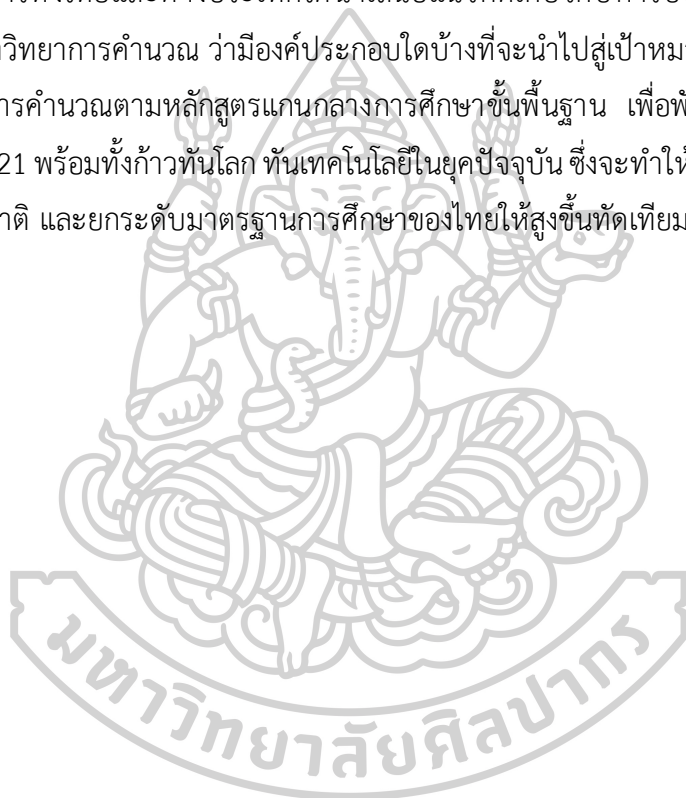 วิทยาการคำนวณ ว่ามีองค์ประกอบใดบ้างที่จะนำไปสู่เป้าหม
ารคำนวณตามหลักสูตรแกนกลางการศึกษาขั้นพื้นฐาน เพื่อพ
21 พร้อมทั้งก้าวทันโลก ทันเทคโนโลยีในยุคปัจจุบัน ซึ่งจะทำให้
าติ และยกระดับมาตรฐานการศึกษาของไทยให้สูงขึ้นทัดเทียม
มหาวิทยาลัยศิลปากร